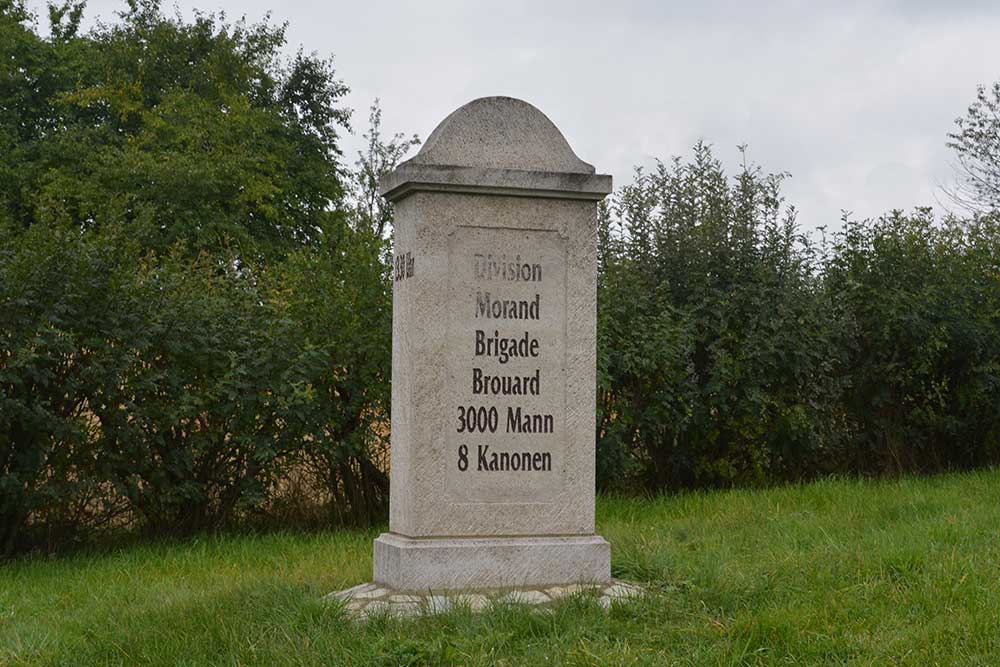 Division
Morand
Brigade
Brouard
3000 Mann
8 Kanonen